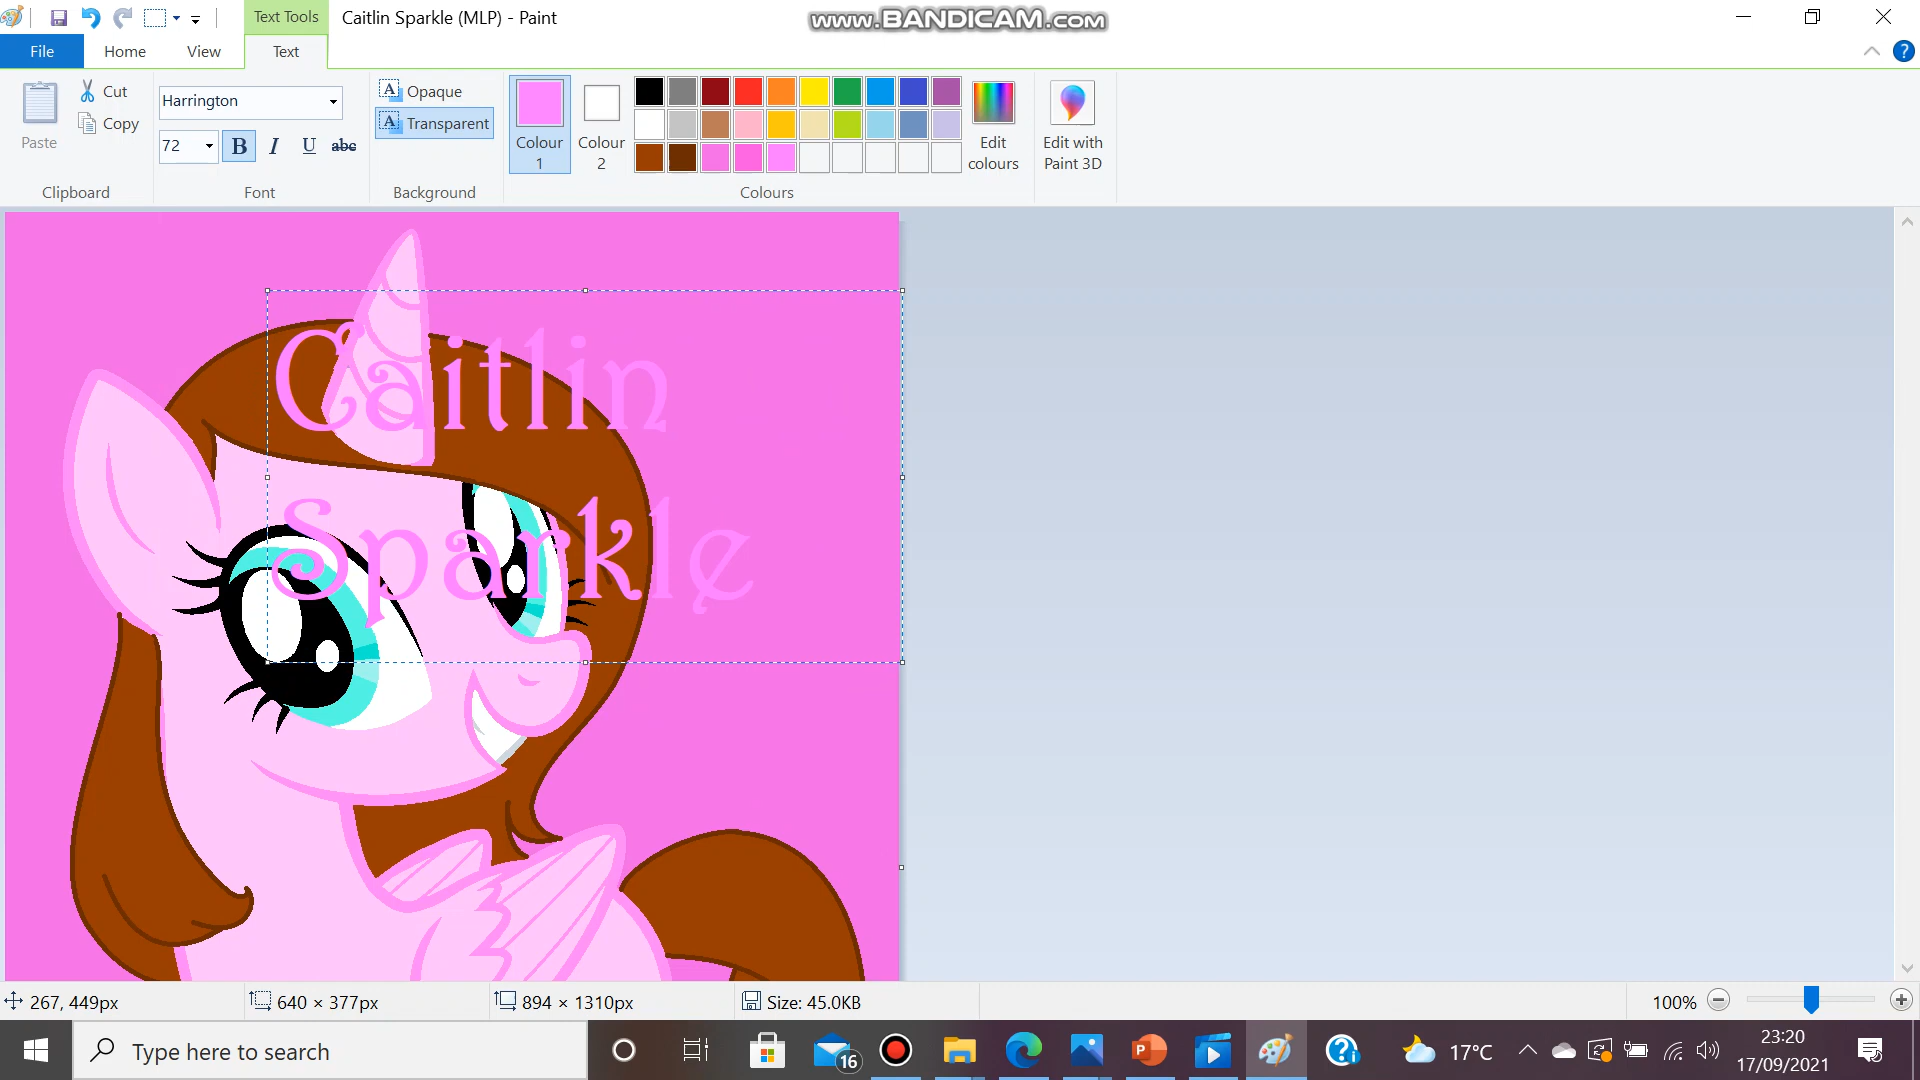 Text Tools
Caitlin Sparkle (MLP) - Paint
www.BANDICAM.com
File
Home
View
Text
Paste
Cut
Copy
Clipboard
Harrington
72
B
I
U
abc
Font
A Opaque
A Transparent
Background
Colour 1
Colour 2
Colours
Edit colours
Edit with Paint 3D
Caitlin
Sparkle
267, 449px
640 × 377px
894 × 1310px
Size: 45.0KB
100%
Type here to search
16
P
17°C
23:20
17/09/2021